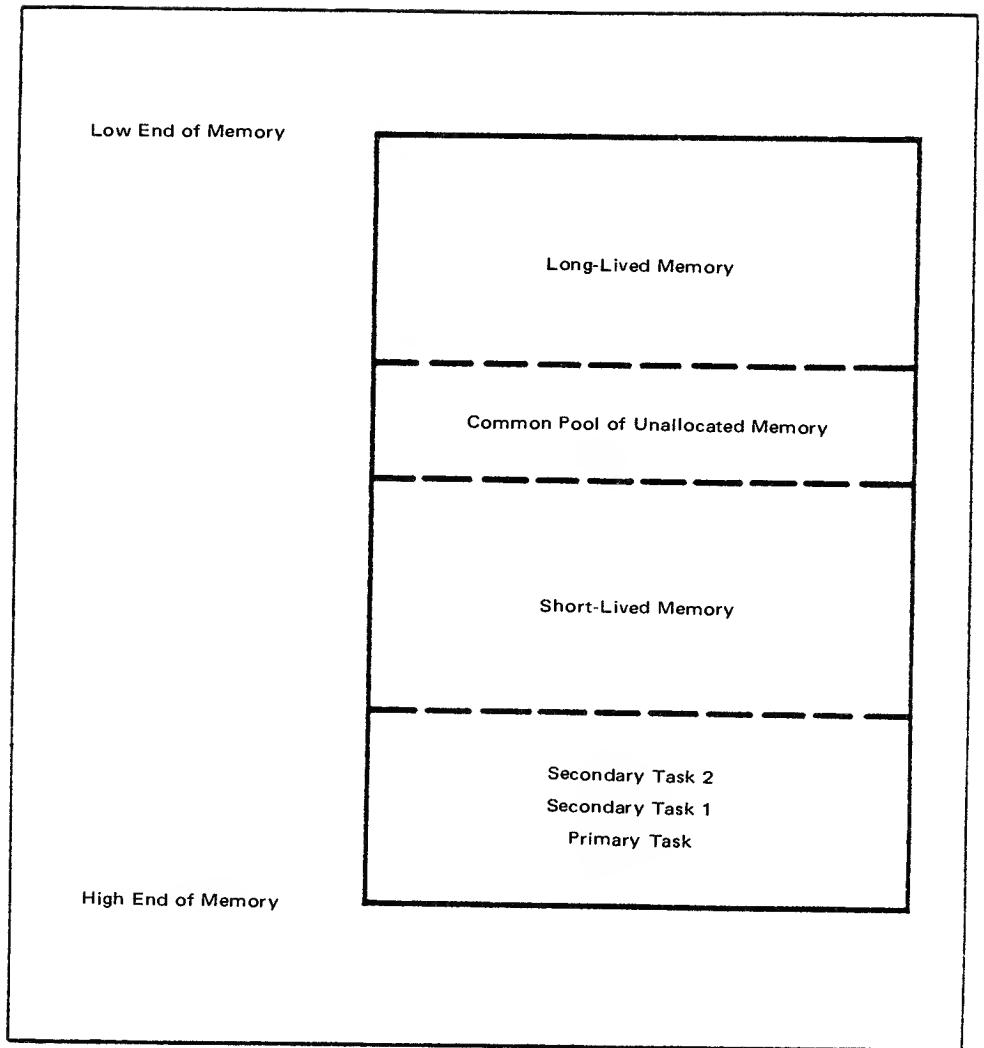 Low End of Memory
Long-Lived Memory
Common Pool of Unallocated Memory
Short-Lived Memory
Secondary Task 2
Secondary Task 1
Primary Task
High End of Memory